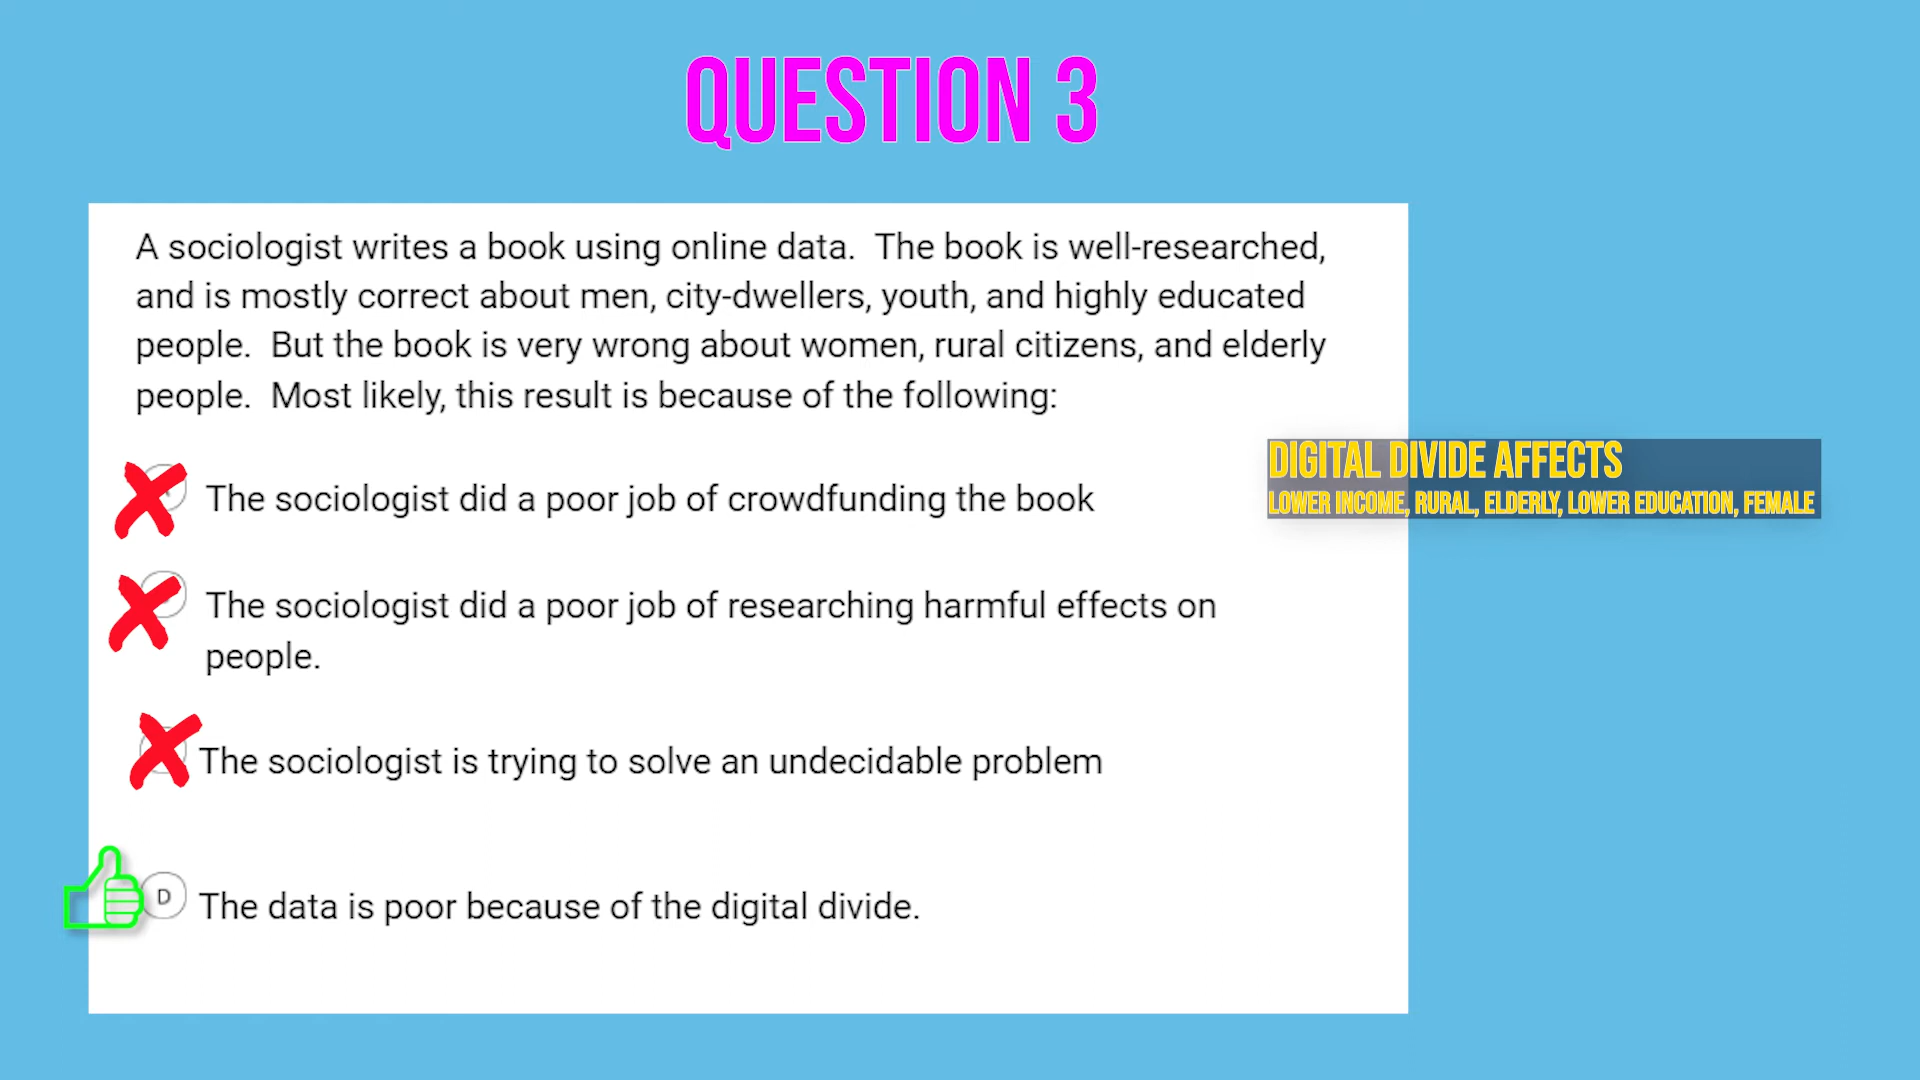 QUESTION 3
A sociologist writes a book using online data.  The book is well-researched,
and is mostly correct about men, city-dwellers, youth, and highly educated
people.  But the book is very wrong about women, rural citizens, and elderly
people.  Most likely, this result is because of the following:
DIGITAL DIVIDE AFFECTS
LOWER INCOME, RURAL, ELDERLY, LOWER EDUCATION, FEMALE
The sociologist did a poor job of crowdfunding the book
The sociologist did a poor job of researching harmful effects on
people.
The sociologist is trying to solve an undecidable problem
D The data is poor because of the digital divide.